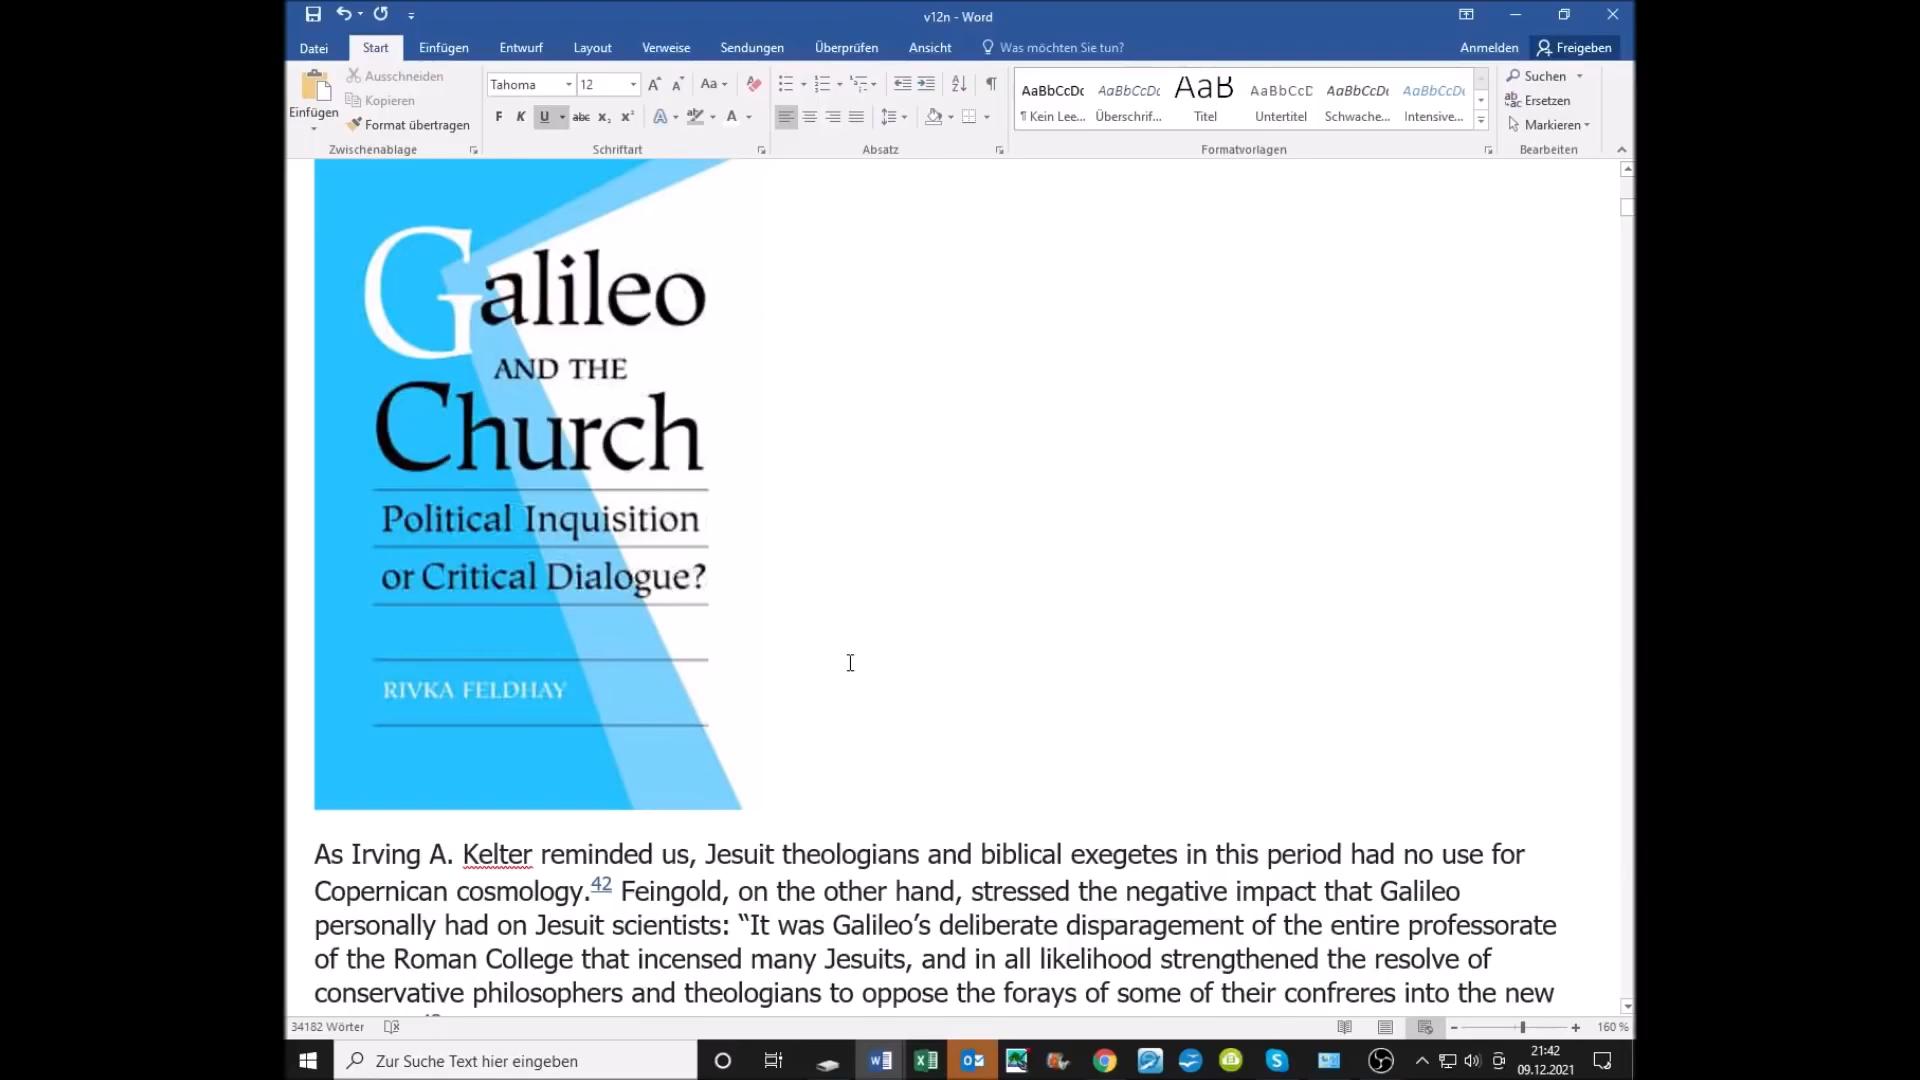 v12n - Word
Datei Start Einfügen Entwurf Layout Verweise Sendungen Überprüfen Ansicht Was möchten Sie tun? Anmelden Freigeben
Einfügen
Ausschneiden
Kopieren
Format übertragen
Zwischenablage
Tahoma 12
F K U abc x₂ x²
Schriftart
Absatz
AaBbCcDc AaBbCcDc AaB AaBbCcD AaBbCcDc AaBbCcDc
¶ Kein Lee... Überschrif... Titel Untertitel Schwache... Intensive...
Formatvorlagen
Suchen
Ersetzen
Markieren
Bearbeiten
Galileo
AND THE
Church
Political Inquisition
or Critical Dialogue?
RIVKA FELDHAY
As Irving A. Kelter reminded us, Jesuit theologians and biblical exegetes in this period had no use for
Copernican cosmology.42 Feingold, on the other hand, stressed the negative impact that Galileo
personally had on Jesuit scientists: “It was Galileo’s deliberate disparagement of the entire professorate
of the Roman College that incensed many Jesuits, and in all likelihood strengthened the resolve of
conservative philosophers and theologians to oppose the forays of some of their confreres into the new
34182 Wörter
160 %
Zur Suche Text hier eingeben
21:42
09.12.2021